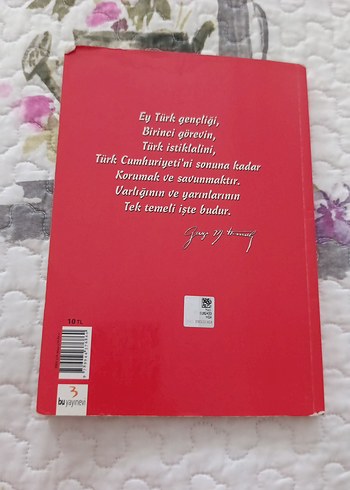 Ey Türk gençliği,
Birinci görevin,
Türk istiklalini,
Türk Cumhuriyeti'ni sonuna kadar
Korumak ve savunmaktır.
Varlığının ve yarınlarının
Tek temeli işte budur.
10 TL
3
bu yayınevi